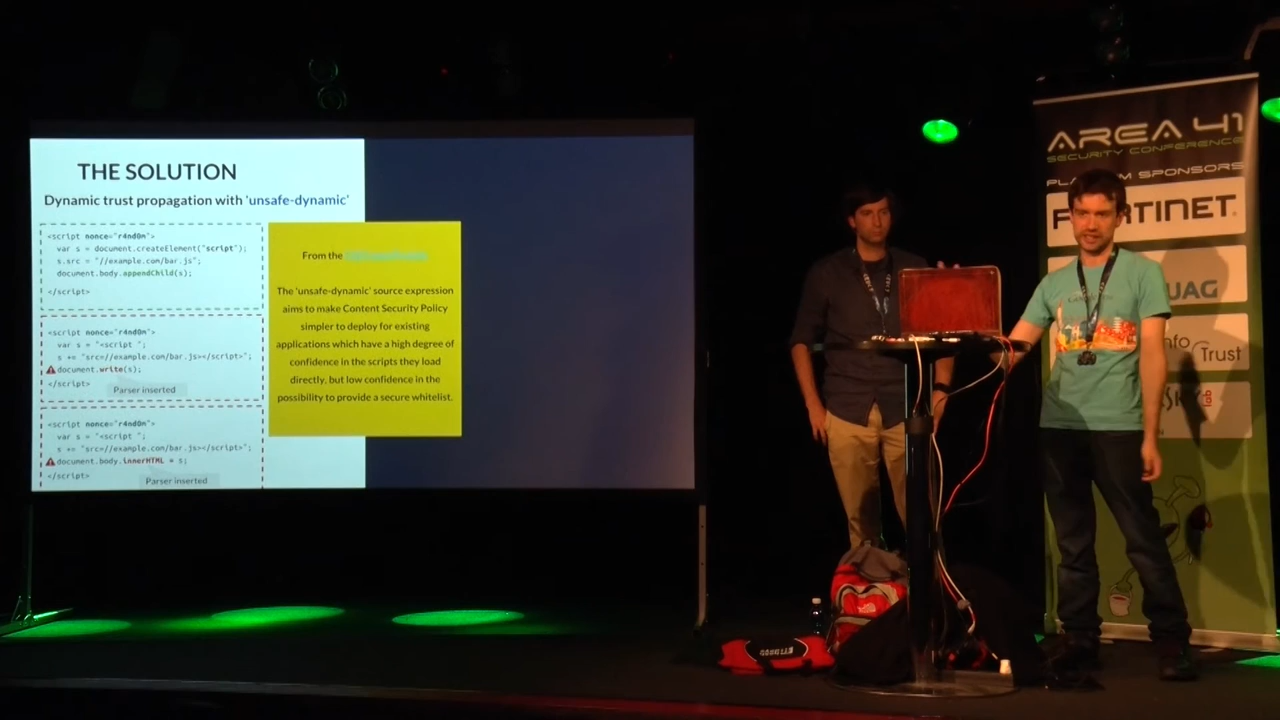 THE SOLUTION
Dynamic trust propagation with 'unsafe-dynamic'
<script nonce="r4nd0m">
var s = document.createElement("script");
s.src = "//example.com/bar.js";
document.body.appendChild(s);
</script>
<script nonce="r4nd0m">
var s = "<script ";
s += "src=//example.com/bar.js></script>";
document.write(s);
</script>
Parser inserted
<script nonce="r4nd0m">
var s = "<script ";
s += "src=//example.com/bar.js></script>";
document.body.innerHTML = s;
</script>
Parser inserted
From the
The 'unsafe-dynamic' source expression
aims to make Content Security Policy
simpler to deploy for existing
applications which have a high degree of
confidence in the scripts they load
directly, but low confidence in the
possibility to provide a secure whitelist.
AREA 41
SECURITY CONFERENCE
SPONSORS
FORTINET
UAG
Trust
lab